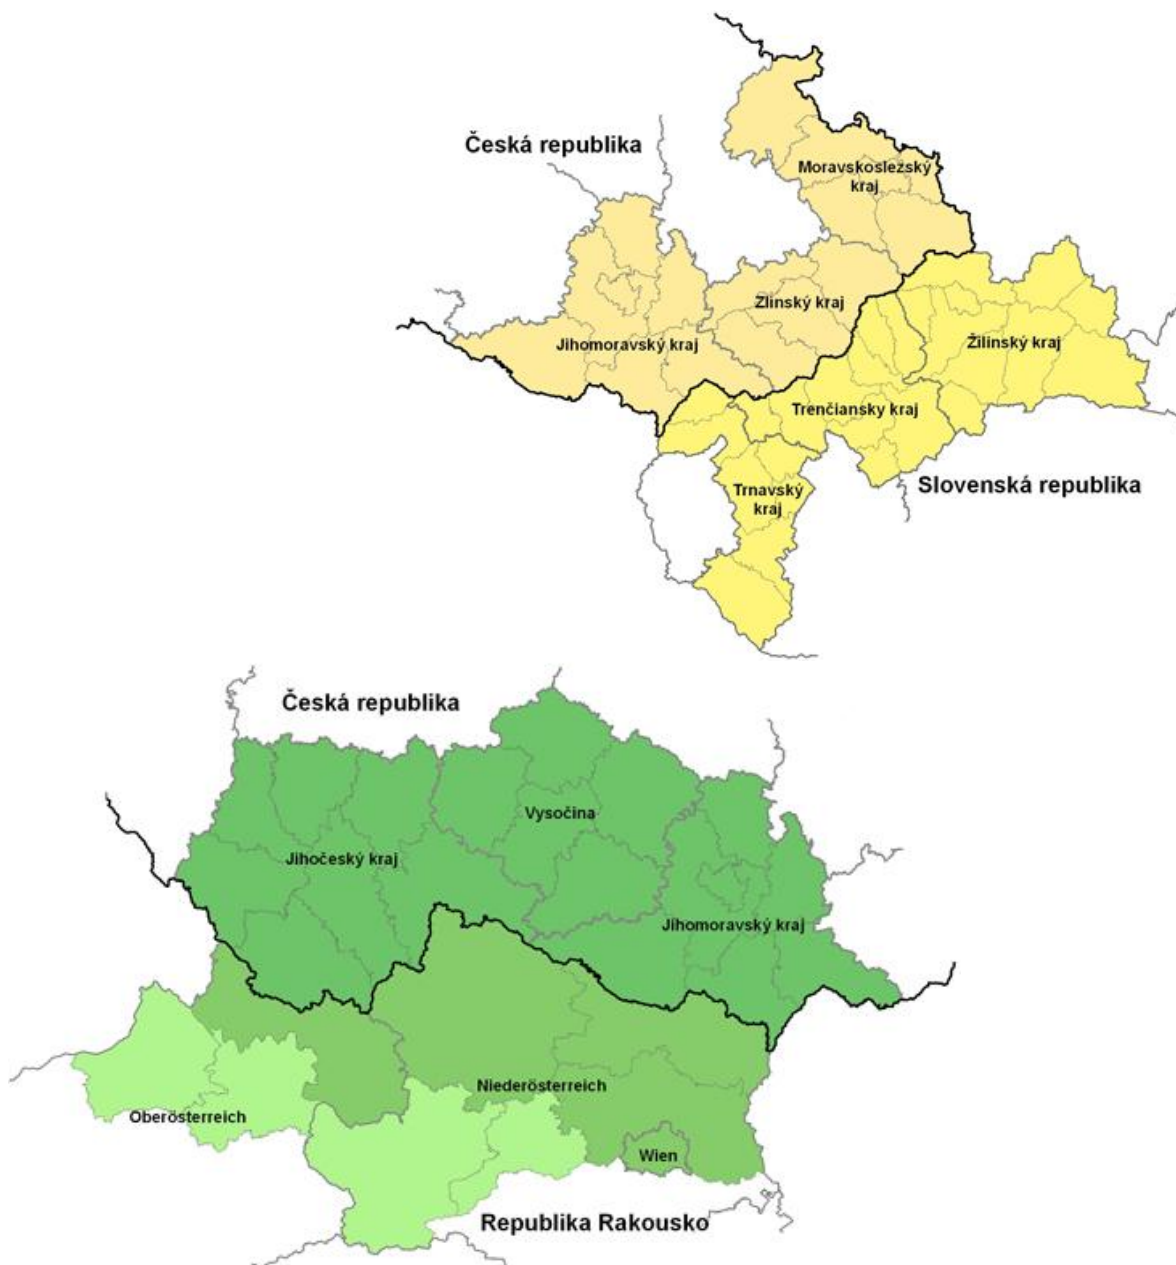 Česká republika
Moravskoslezský
kraj
Zlínský kraj
Jihomoravský kraj
Žilinský kraj
Trenčiansky kraj
Slovenská republika
Trnavský
kraj
Česká republika
Vysočina
Jihočeský kraj
Jihomoravský kraj
Niederösterreich
Oberösterreich
Wien
Republika Rakousko